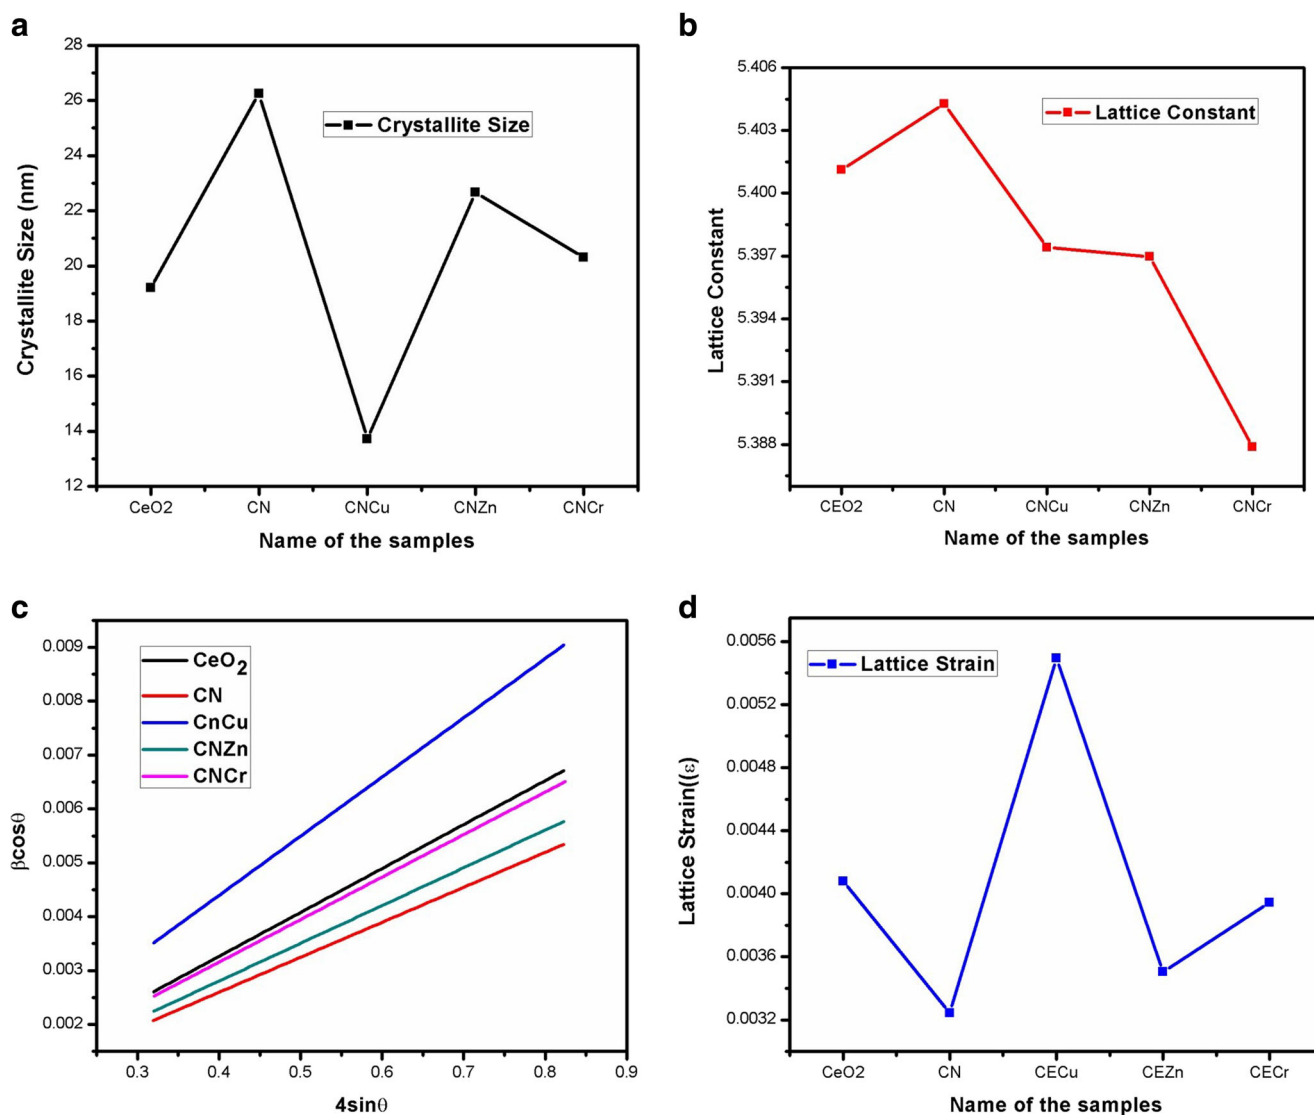 a
28
26
24
22
20
18
16
14
12
Crystallite Size (nm)
Crystallite Size
CeO2 CN CNCu CNZn CNCr
Name of the samples
b
5.406
5.403
5.400
5.397
5.394
5.391
5.388
Lattice Constant
Lattice Constant
CEO2 CN CNCu CNZn CNCr
Name of the samples
c
0.009
0.008
0.007
0.006
0.005
0.004
0.003
0.002
βcosθ
CeO2
CN
CnCu
CNZn
CNCr
0.3 0.4 0.5 0.6 0.7 0.8 0.9
4sinθ
d
0.0056
0.0052
0.0048
0.0044
0.0040
0.0036
0.0032
Lattice Strain((ε)
Lattice Strain
CeO2 CN CECu CEZn CECr
Name of the samples